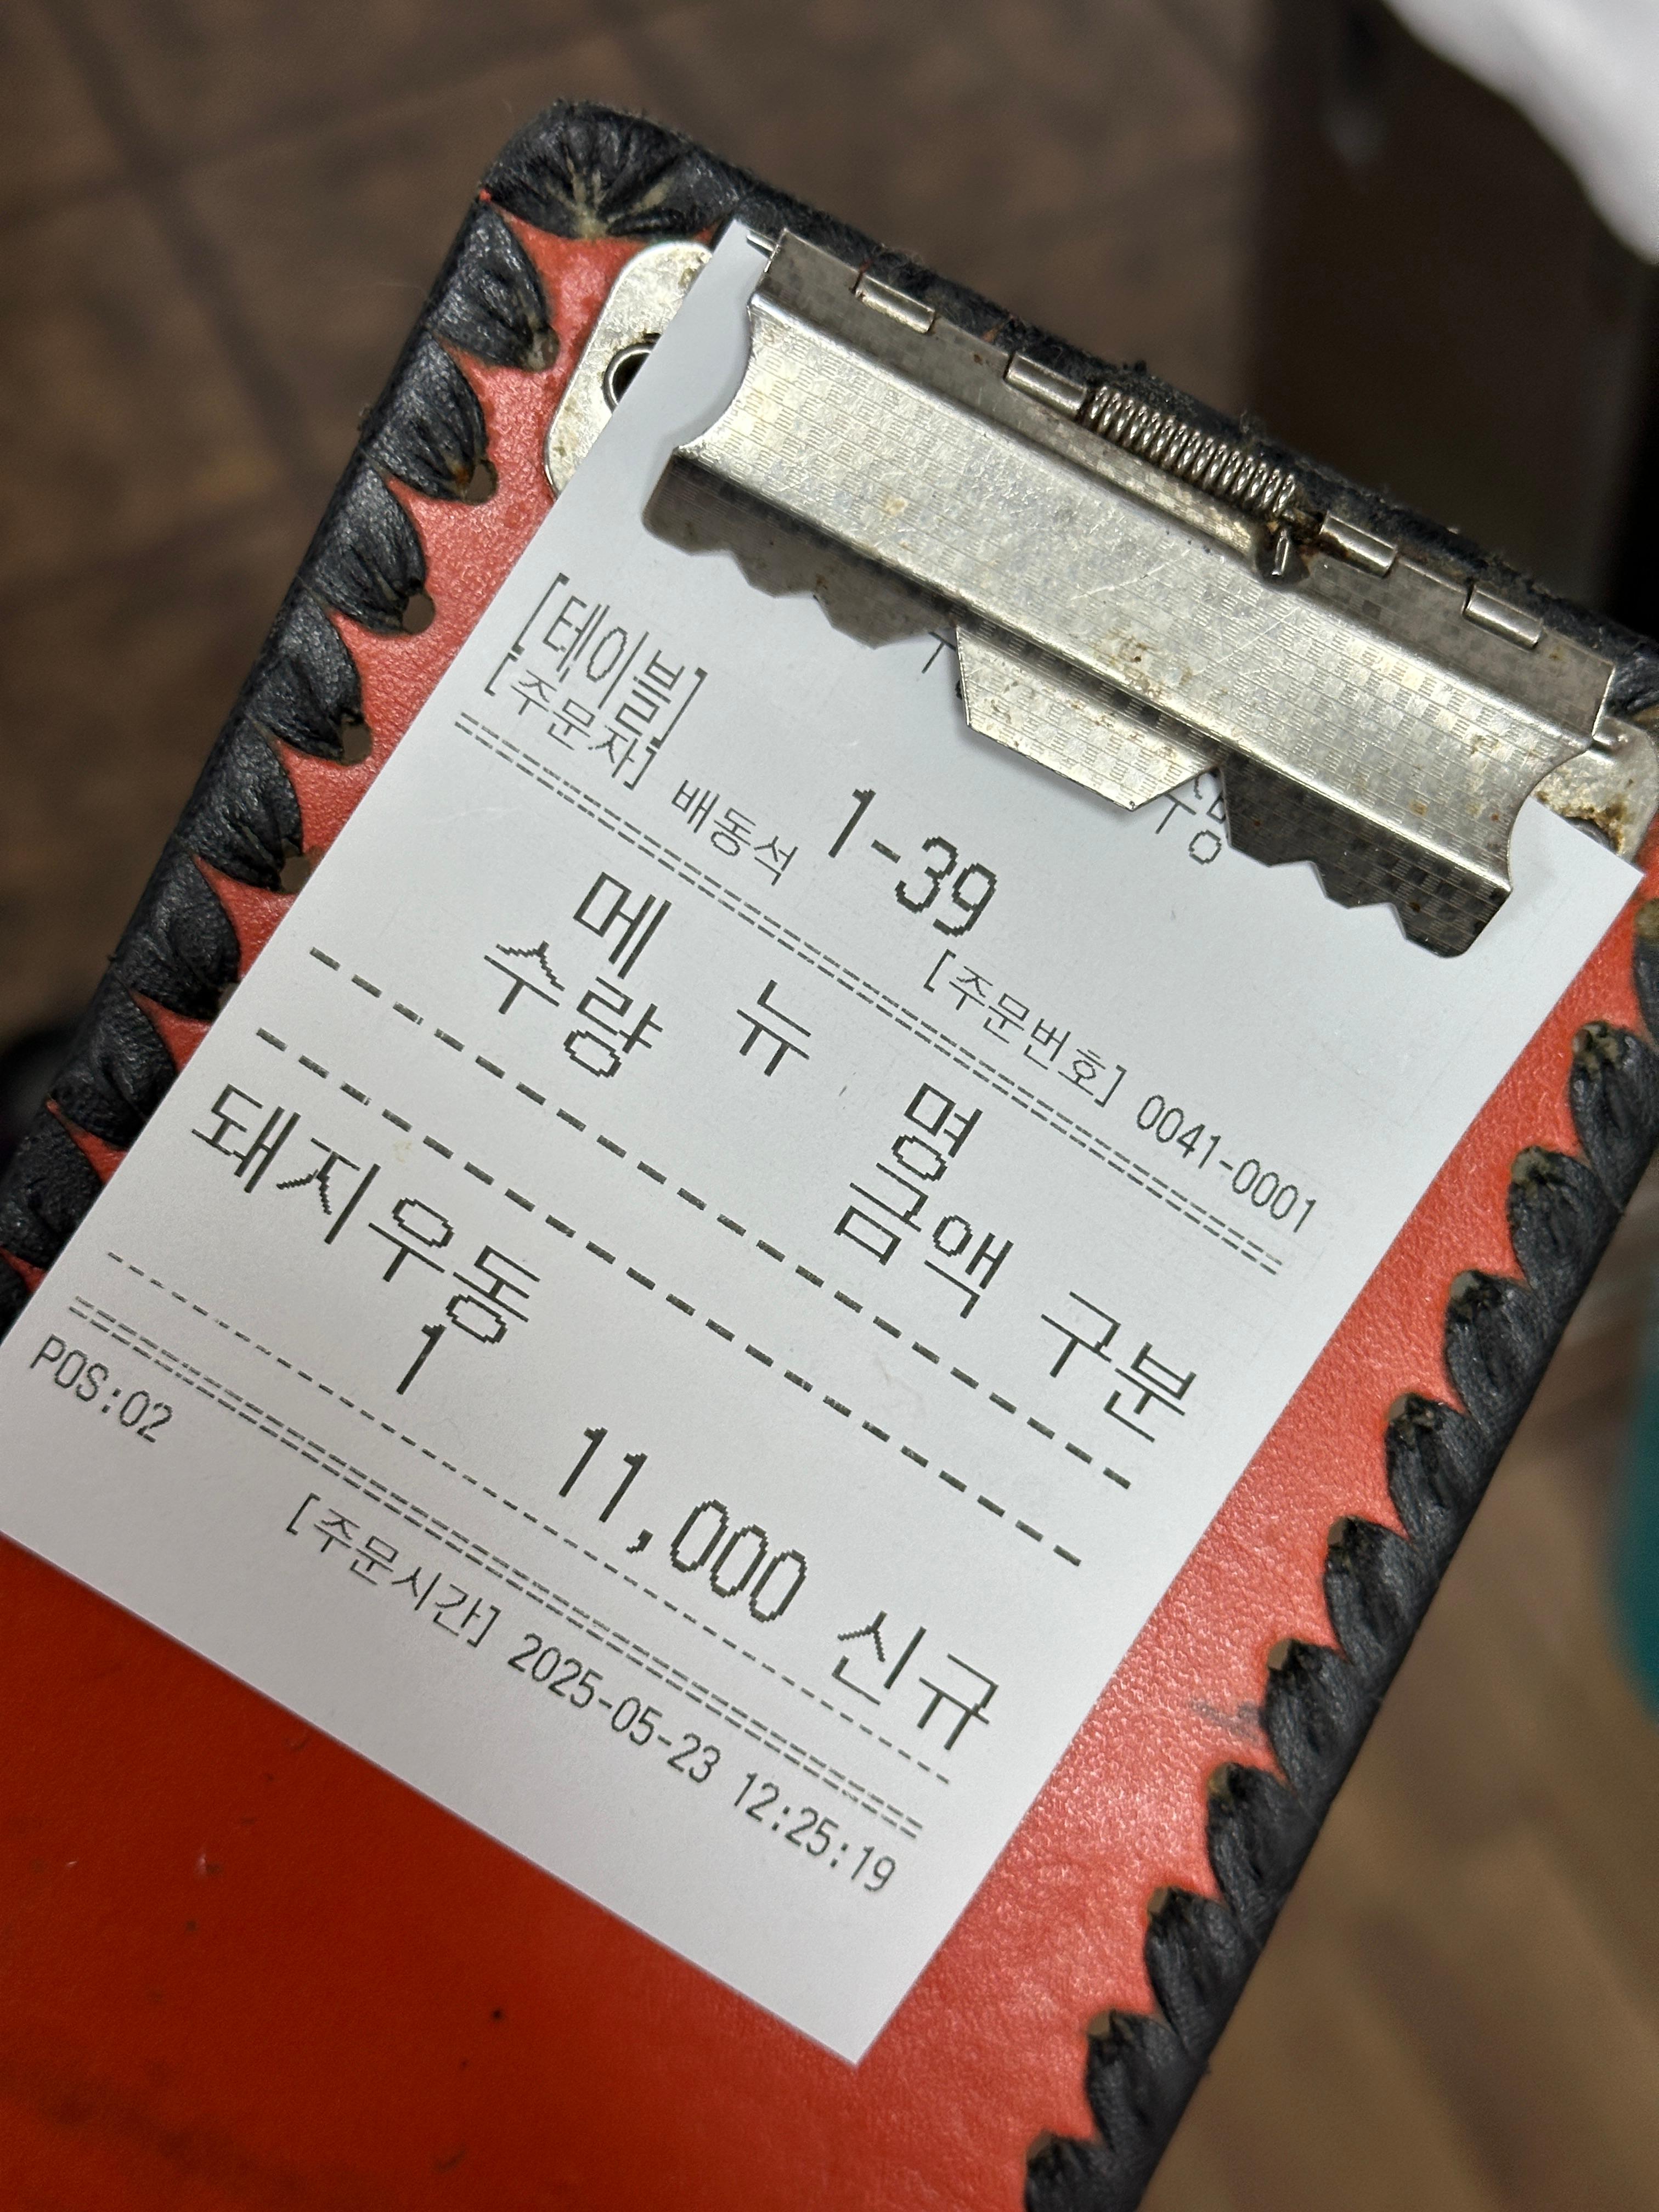 [테이블] 1-39
[주문자] 배동석 [주문번호] 0041-0001
메 뉴 명
수량 금액 구분
돼지우동
1 11,000 신규
POS:02 [주문시간] 2025-05-23 12:25:19